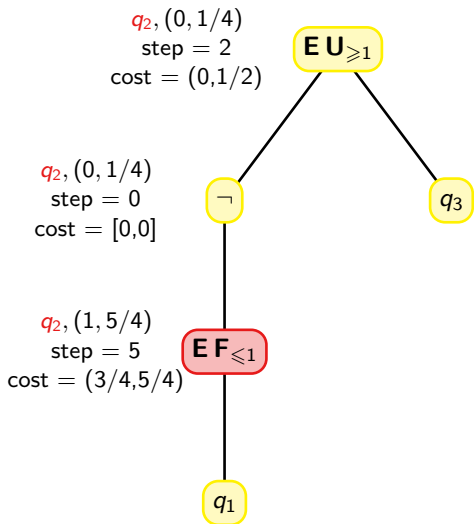 q₂, (0, 1/4)
step = 2
cost = (0,1/2)
E U⩾1
q₂, (0, 1/4)
step = 0
cost = [0,0]
¬
q₃
q₂, (1, 5/4)
step = 5
cost = (3/4,5/4)
E F⩽1
q₁